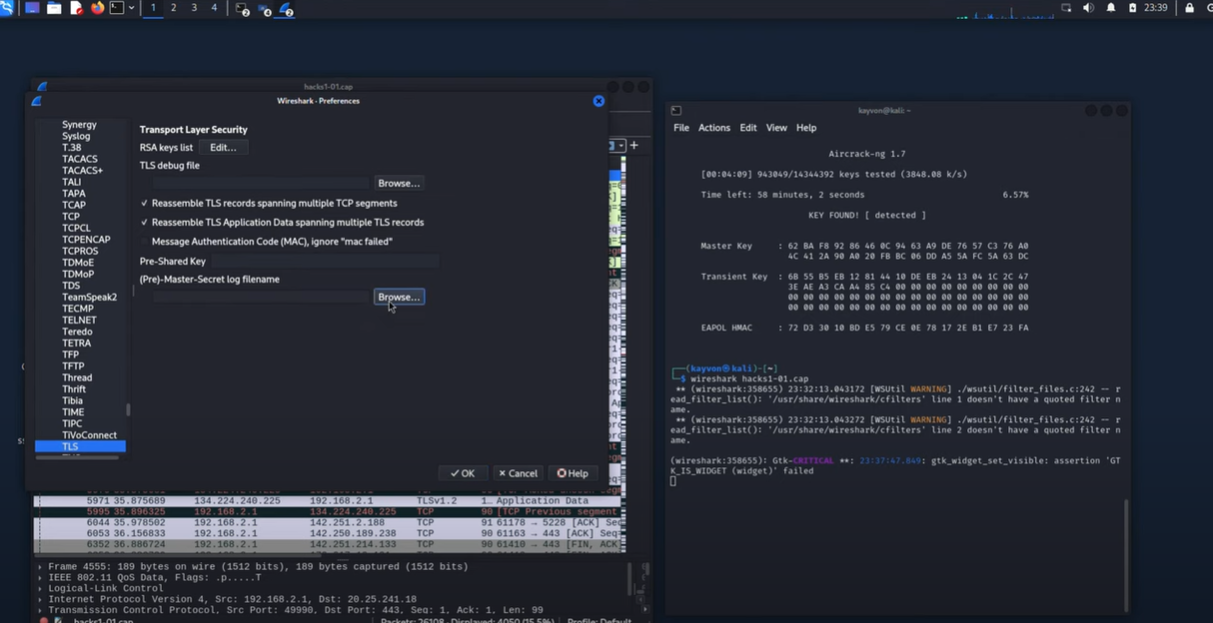 1 2 3 4
23:39
hacks1-01.cap
Wireshark - Preferences
Synergy
Syslog
T.38
TACACS
TACACS+
TALI
TAPA
TCAP
TCP
TCPCL
TCPENCAP
TCPROS
TDMoE
TDMoP
TDS
TeamSpeak2
TECMP
TELNET
Teredo
TETRA
TFP
TFTP
Thread
Thrift
Tibia
TIME
TIPC
TiVoConnect
TLS
Transport Layer Security
RSA keys list Edit...
TLS debug file
Browse...
Reassemble TLS records spanning multiple TCP segments
Reassemble TLS Application Data spanning multiple TLS records
Message Authentication Code (MAC), ignore "mac failed"
Pre-Shared Key
(Pre)-Master-Secret log filename
Browse...
OK Cancel Help
5971 35.875689 134.224.240.225 192.168.2.1 TLSv1.2 1… Application Data
5995 35.896325 192.168.2.1 134.224.240.225 TCP 90 [TCP Previous segment
6044 35.978502 192.168.2.1 142.251.2.188 TCP 91 61178 → 5228 [ACK] Seq
6053 36.156833 192.168.2.1 142.250.189.238 TCP 90 61163 → 443 [ACK] Seq=
6352 36.886724 192.168.2.1 142.251.214.133 TCP 90 61410 → 443 [FIN, ACK
Frame 4555: 189 bytes on wire (1512 bits), 189 bytes captured (1512 bits)
IEEE 802.11 QoS Data, Flags: .p.....T
Logical-Link Control
Internet Protocol Version 4, Src: 192.168.2.1, Dst: 20.25.241.18
Transmission Control Protocol, Src Port: 49990, Dst Port: 443, Seq: 1, Ack: 1, Len: 99
hacks1-01.cap Packets: 26108 Displayed: 4050 (15.5%) Profile: Default
kayvon@kali: ~
File Actions Edit View Help
Aircrack-ng 1.7
[00:04:09] 943049/14344392 keys tested (3848.08 k/s)
Time left: 58 minutes, 2 seconds 6.57%
KEY FOUND! [ detected ]
Master Key : 62 BA F8 92 86 46 0C 94 63 A9 DE 76 57 C3 76 A0
4C 41 2A 90 A0 20 FB BC 06 DD A5 5A FC 5A 63 DC
Transient Key : 6B 55 B5 EB 12 81 44 10 DE EB 24 13 04 1C 2C 47
3E AE A3 CA A4 85 C4 00 00 00 00 00 00 00 00 00
00 00 00 00 00 00 00 00 00 00 00 00 00 00 00 00
00 00 00 00 00 00 00 00 00 00 00 00 00 00 00 00
EAPOL HMAC : 72 D3 30 10 BD E5 79 CE 0E 78 17 2E B1 E7 23 FA
(kayvon㉿kali)-[~]
$ wireshark hacks1-01.cap
** (wireshark:358655) 23:32:13.043172 [WSUtil WARNING] ./wsutil/filter_files.c:242 -- r
ead_filter_list(): '/usr/share/wireshark/cfilters' line 1 doesn't have a quoted filter n
ame.
** (wireshark:358655) 23:32:13.043272 [WSUtil WARNING] ./wsutil/filter_files.c:242 -- r
ead_filter_list(): '/usr/share/wireshark/cfilters' line 2 doesn't have a quoted filter n
ame.
(wireshark:358655): Gtk-CRITICAL **: 23:37:47.849: gtk_widget_set_visible: assertion 'GT
K_IS_WIDGET (widget)' failed